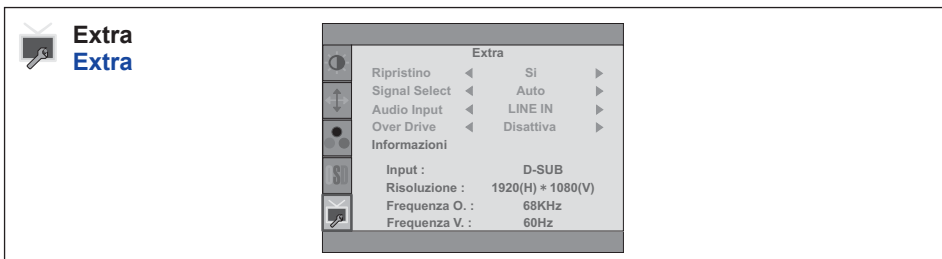 Extra
Extra
Extra
Ripristino ◀ Si ▶
Signal Select ◀ Auto ▶
Audio Input ◀ LINE IN ▶
Over Drive ◀ Disattiva ▶
Informazioni
Input : D-SUB
Risoluzione : 1920(H) * 1080(V)
Frequenza O. : 68KHz
Frequenza V. : 60Hz
OSD